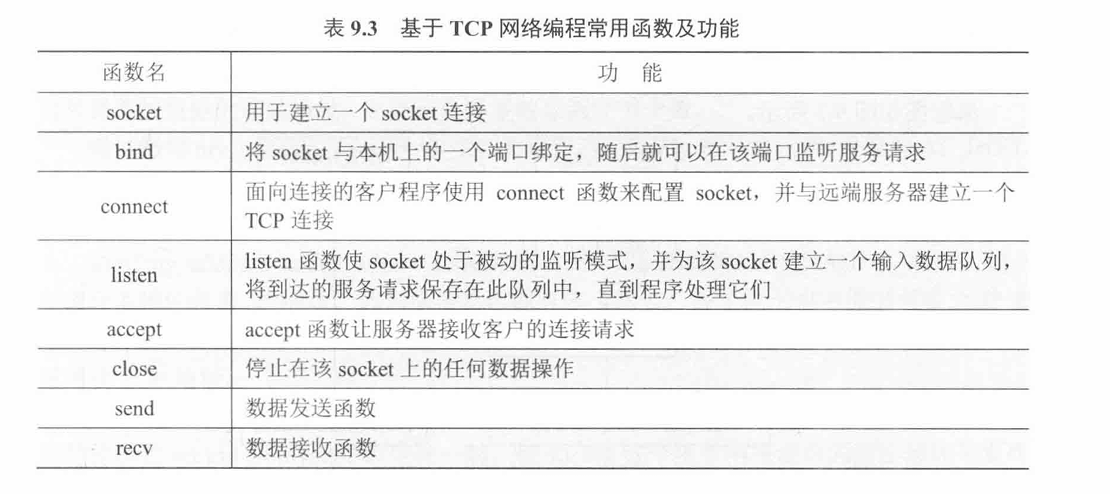 表 9.3 基于 TCP 网络编程常用函数及功能
函数名 功 能
socket 用于建立一个 socket 连接
bind 将 socket 与本机上的一个端口绑定，随后就可以在该端口监听服务请求
connect 面向连接的客户程序使用 connect 函数来配置 socket，并与远端服务器建立一个
TCP 连接
listen listen 函数使 socket 处于被动的监听模式，并为该 socket 建立一个输入数据队列，
将到达的服务请求保存在此队列中，直到程序处理它们
accept accept 函数让服务器接收客户的连接请求
close 停止在该 socket 上的任何数据操作
send 数据发送函数
recv 数据接收函数